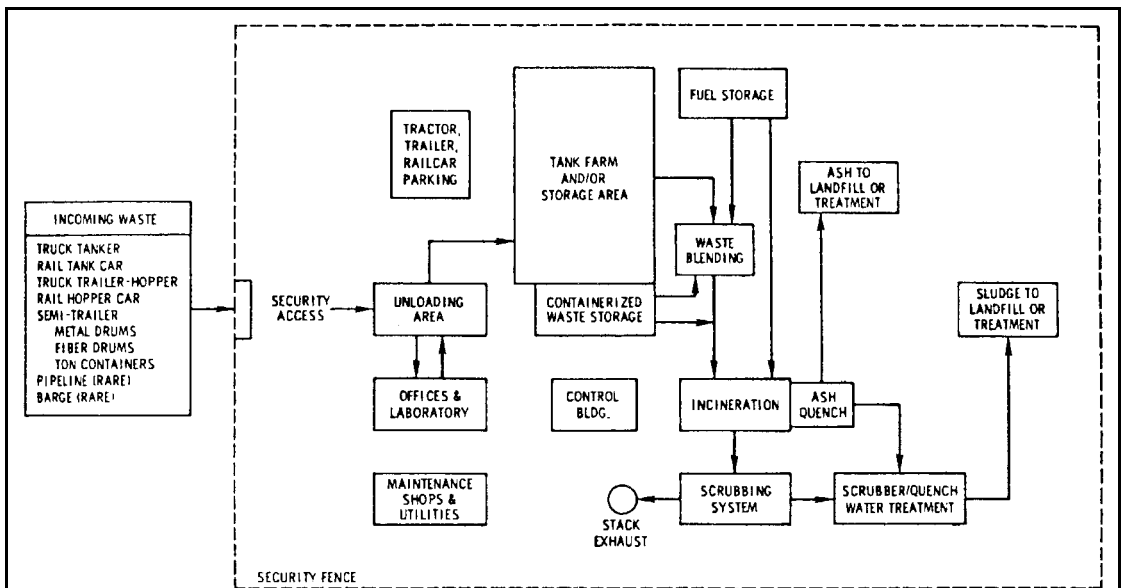 INCOMING WASTE
TRUCK TANKER
RAIL TANK CAR
TRUCK TRAILER-HOPPER
RAIL HOPPER CAR
SEMI-TRAILER
METAL DRUMS
FIBER DRUMS
TON CONTAINERS
PIPELINE (RARE)
BARGE (RARE)
SECURITY
ACCESS
TRACTOR,
TRAILER,
RAILCAR
PARKING
UNLOADING
AREA
OFFICES &
LABORATORY
MAINTENANCE
SHOPS &
UTILITIES
TANK FARM
AND/OR
STORAGE AREA
CONTAINERIZED
WASTE STORAGE
CONTROL
BLDG.
FUEL STORAGE
WASTE
BLENDING
INCINERATION
ASH
QUENCH
ASH TO
LANDFILL OR
TREATMENT
SCRUBBING
SYSTEM
STACK
EXHAUST
SCRUBBER/QUENCH
WATER TREATMENT
SLUDGE TO
LANDFILL OR
TREATMENT
SECURITY FENCE